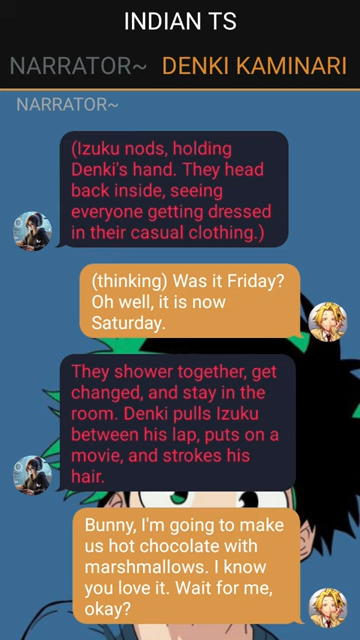 INDIAN TS
NARRATOR~ DENKI KAMINARI
NARRATOR~
(Izuku nods, holding
Denki's hand. They head
back inside, seeing
everyone getting dressed
in their casual clothing.)
(thinking) Was it Friday?
Oh well, it is now
Saturday.
They shower together, get
changed, and stay in the
room. Denki pulls Izuku
between his lap, puts on a
movie, and strokes his
hair.
Bunny, I'm going to make
us hot chocolate with
marshmallows. I know
you love it. Wait for me,
okay?